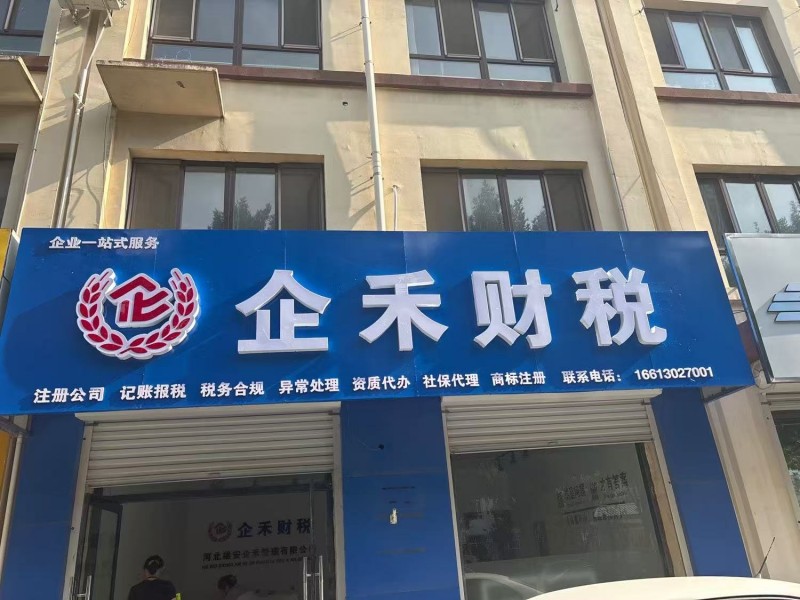 企业一站式服务
企
企禾财税
注册公司 记账报税 税务合规 异常处理 资质代办 社保代理 商标注册 联系电话：16613027001
企禾财税